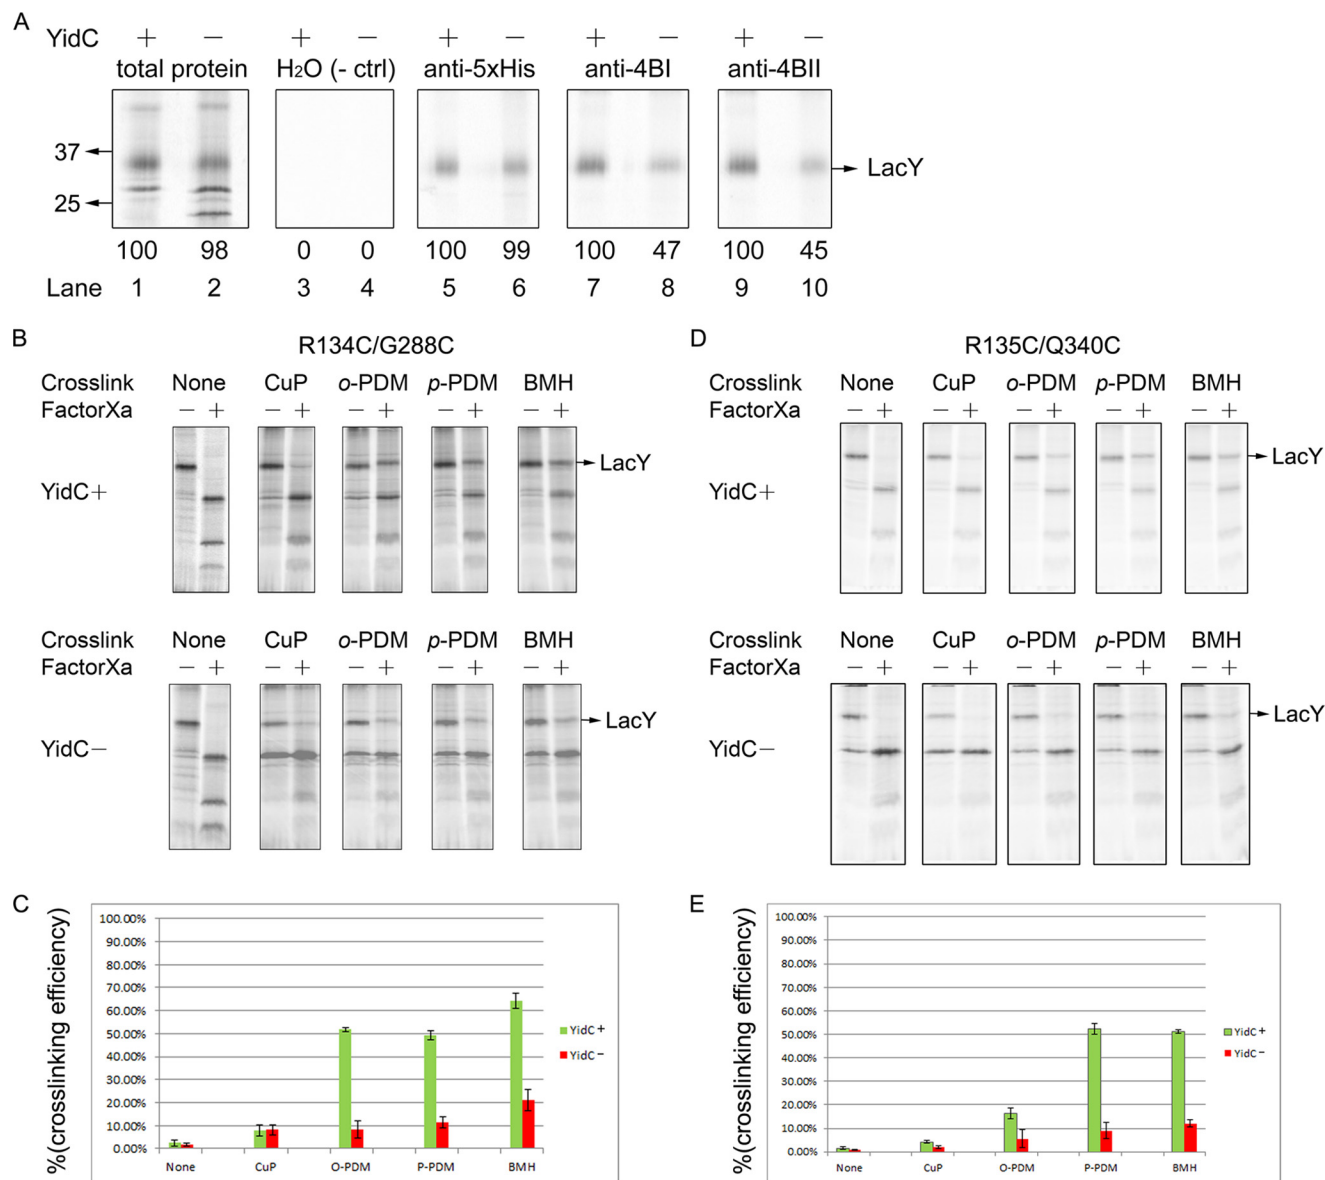 A
YidC + − + − + − + − + −
total protein H2O (- ctrl) anti-5xHis anti-4BI anti-4BII
37
25
LacY
100 98 0 0 100 99 100 47 100 45
Lane 1 2 3 4 5 6 7 8 9 10
B
R134C/G288C
Crosslink None CuP o-PDM p-PDM BMH
FactorXa − + − + − + − + − +
LacY
YidC+
Crosslink None CuP o-PDM p-PDM BMH
FactorXa − + − + − + − + − +
LacY
YidC−
D
R135C/Q340C
Crosslink None CuP o-PDM p-PDM BMH
FactorXa − + − + − + − + − +
LacY
YidC+
Crosslink None CuP o-PDM p-PDM BMH
FactorXa − + − + − + − + − +
LacY
YidC−
C
%(crosslinking efficiency)
100.00%
90.00%
80.00%
70.00%
60.00%
50.00%
40.00%
30.00%
20.00%
10.00%
0.00%
None CuP O-PDM P-PDM BMH
YidC +
YidC −
E
%(crosslinking efficiency)
100.00%
90.00%
80.00%
70.00%
60.00%
50.00%
40.00%
30.00%
20.00%
10.00%
0.00%
None CuP O-PDM P-PDM BMH
YidC +
YidC −